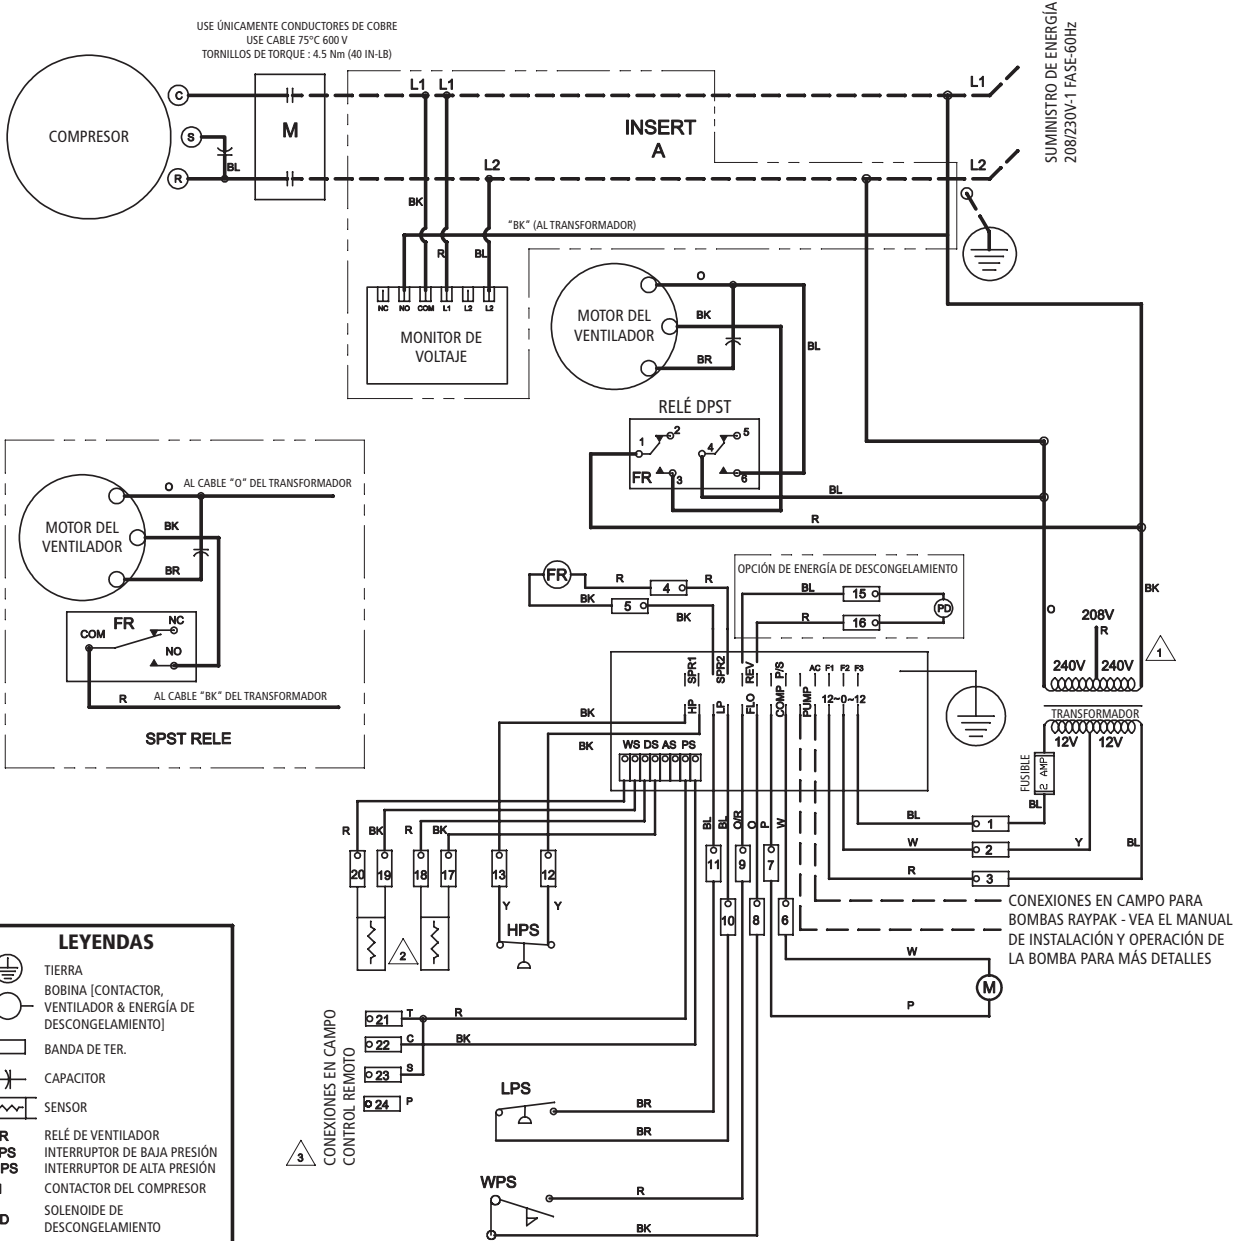 USE ÚNICAMENTE CONDUCTORES DE COBRE
USE CABLE 75°C 600 V
TORNILLOS DE TORQUE : 4.5 Nm (40 IN-LB)
SUMINISTRO DE ENERGÍA
208/230V-1 FASE-60Hz
COMPRESOR
C
S
R
BL
M
L1 L1
L1
INSERT
A
L2
L2
BK
"BK" (AL TRANSFORMADOR)
R
BL
NC NO COM L1 L2 L2
MONITOR DE
VOLTAJE
MOTOR DEL
VENTILADOR
O
BK
BR
BL
RELÉ DPST
1 2 4 5
FR 3 6
BL
R
MOTOR DEL
VENTILADOR
O AL CABLE "O" DEL TRANSFORMADOR
BK
BR
FR
COM
NC
NO
R AL CABLE "BK" DEL TRANSFORMADOR
SPST RELE
FR
R 4 R
BK 5 BK
OPCIÓN DE ENERGÍA DE DESCONGELAMIENTO
BL 15
R 16
PD
O
BK
208V
R
240V 240V
1
TRANSFORMADOR
12V 12V
FUSIBLE
2 AMP
BL
SPR1 SPR2 REV P/S AC F1 F2 F3
HP LP FLO COMP PUMP 12~0~12
BK
BK
WS DS AS PS
BL BL O/R O P W
BL 1
W 2 Y BL
R 3
R BK R BK
20 19 18 17 13 12 11 9 7
Y Y
10 8 6
HPS
2
CONEXIONES EN CAMPO PARA
BOMBAS RAYPAK - VEA EL MANUAL
DE INSTALACIÓN Y OPERACIÓN DE
LA BOMBA PARA MÁS DETALLES
W
M
P
CONEXIONES EN CAMPO
CONTROL REMOTO
3
21 T R
22 C BK
23 S
24 P
LPS
BR
BR
WPS
R
BK
LEYENDAS
TIERRA
BOBINA [CONTACTOR,
VENTILADOR & ENERGÍA DE
DESCONGELAMIENTO]
BANDA DE TER.
CAPACITOR
SENSOR
R RELÉ DE VENTILADOR
PS INTERRUPTOR DE BAJA PRESIÓN
PS INTERRUPTOR DE ALTA PRESIÓN
CONTACTOR DEL COMPRESOR
D SOLENOIDE DE
DESCONGELAMIENTO